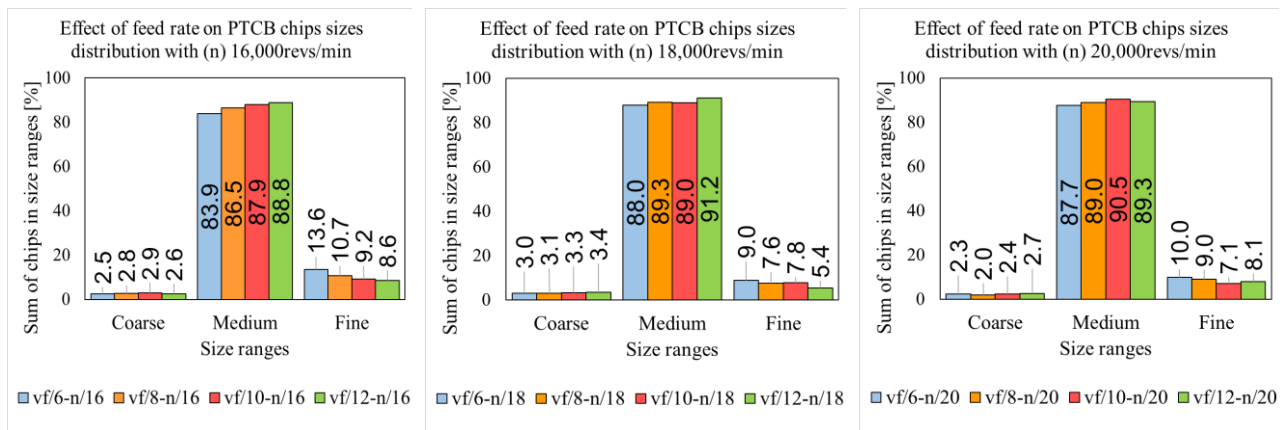 Effect of feed rate on PTCB chips sizes
distribution with (n) 16,000revs/min
Sum of chips in size ranges [%]
100
80
60
40
20
0
2.5
2.8
2.9
2.6
83.9
86.5
87.9
88.8
13.6
10.7
9.2
8.6
Coarse
Medium
Fine
Size ranges
vf/6-n/16
vf/8-n/16
vf/10-n/16
vf/12-n/16
Effect of feed rate on PTCB chips sizes
distribution with (n) 18,000revs/min
Sum of chips in size ranges [%]
100
80
60
40
20
0
3.0
3.1
3.3
3.4
88.0
89.3
89.0
91.2
9.0
7.6
7.8
5.4
Coarse
Medium
Fine
Size ranges
vf/6-n/18
vf/8-n/18
vf/10-n/18
vf/12-n/18
Effect of feed rate on PTCB chips sizes
distribution with (n) 20,000revs/min
Sum of chips in size ranges [%]
100
80
60
40
20
0
2.3
2.0
2.4
2.7
87.7
89.0
90.5
89.3
10.0
9.0
7.1
8.1
Coarse
Medium
Fine
Size ranges
vf/6-n/20
vf/8-n/20
vf/10-n/20
vf/12-n/20